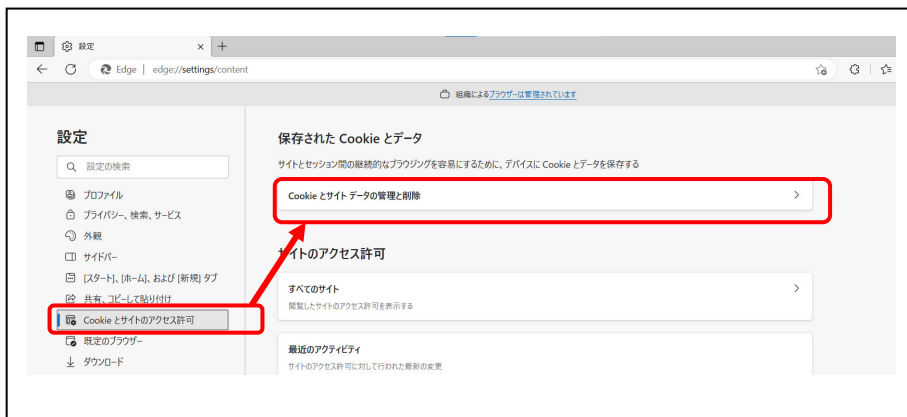 設定
Edge | edge://settings/content
組織によるブラウザーは管理されています
設定
設定の検索
プロファイル
プライバシー、検索、サービス
外観
サイドバー
[スタート]、[ホーム]、および [新規] タブ
共有、コピーして貼り付け
Cookie とサイトのアクセス許可
既定のブラウザー
ダウンロード
保存された Cookie とデータ
サイトとセッション間の継続的なブラウジングを容易にするために、デバイスに Cookie とデータを保存する
Cookie とサイト データの管理と削除
サイトのアクセス許可
すべてのサイト
閲覧したサイトのアクセス許可を表示する
最近のアクティビティ
サイトのアクセス許可に対して行われた最新の変更